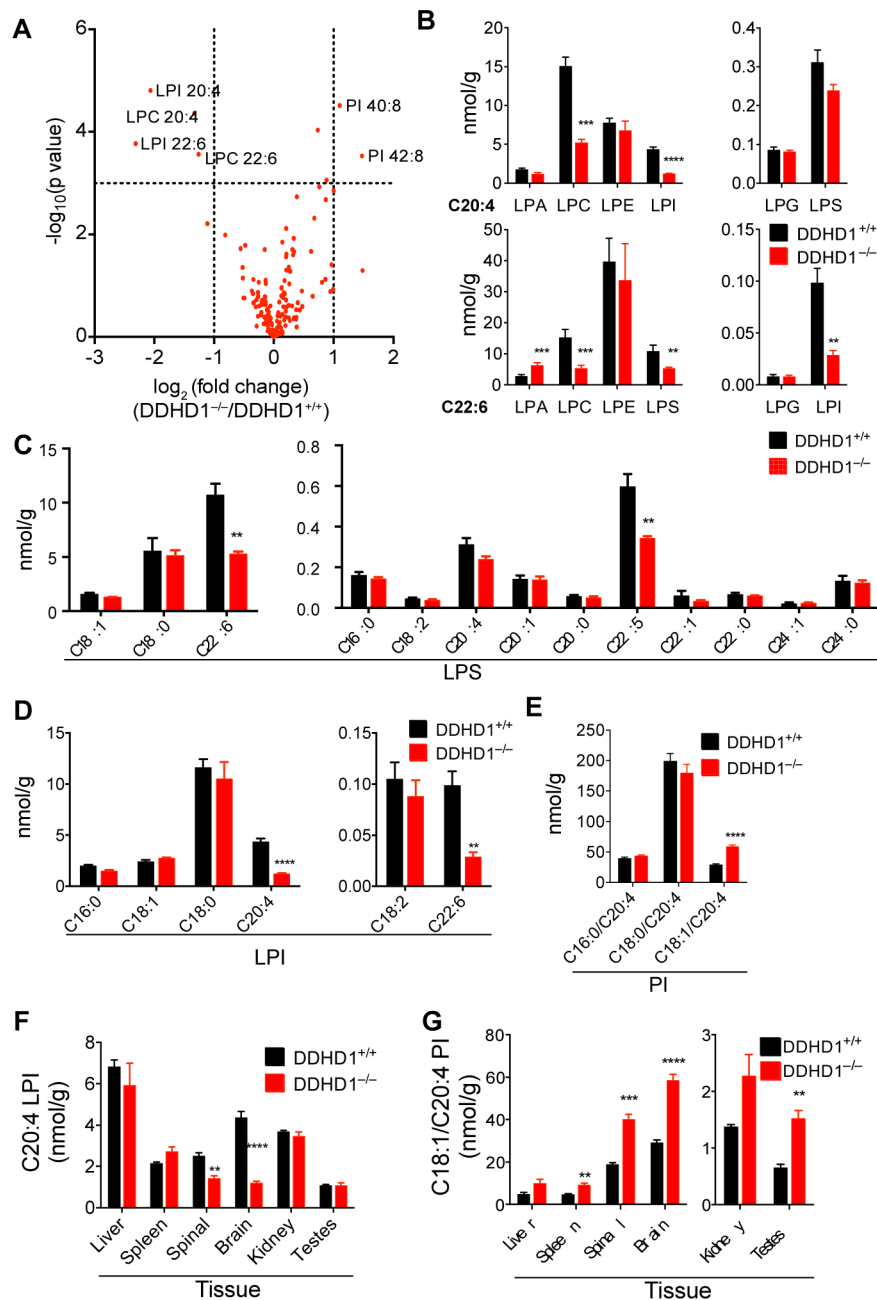 A
6
4
2
0
-log10(p value)
LPI 20:4
LPC 20:4
LPI 22:6
LPC 22:6
PI 40:8
PI 42:8
-3 -2 -1 0 1 2
log2 (fold change)
(DDHD1−/−/DDHD1+/+)
B
nmol/g
20
15
10
5
0
***
****
C20:4 LPA LPC LPE LPI
0.4
0.3
0.2
0.1
0.0
LPG LPS
nmol/g
50
40
30
20
10
0
***
***
**
C22:6 LPA LPC LPE LPS
DDHD1+/+
DDHD1−/−
0.15
0.10
0.05
0.00
**
LPG LPI
C
DDHD1+/+
DDHD1−/−
nmol/g
15
10
5
0
**
C18:1 C18:0 C22:6
0.8
0.6
0.4
0.2
0.0
**
C16:0 C18:2 C20:4 C20:1 C20:0 C22:5 C22:1 C22:0 C24:1 C24:0
LPS
D
nmol/g
15
10
5
0
****
C16:0 C18:1 C18:0 C20:4
DDHD1+/+
DDHD1−/−
0.15
0.10
0.05
0.00
**
C18:2 C22:6
LPI
E
nmol/g
250
200
150
100
50
0
DDHD1+/+
DDHD1−/−
****
C16:0/C20:4 C18:0/C20:4 C18:1/C20:4
PI
F
C20:4 LPI
(nmol/g)
8
6
4
2
0
DDHD1+/+
DDHD1−/−
**
****
Liver Spleen Spinal Brain Kidney Testes
Tissue
G
C18:1/C20:4 PI
(nmol/g)
80
60
40
20
0
**
***
****
Liver Spleen Spinal Brain
3
2
1
0
DDHD1+/+
DDHD1−/−
**
Kidney Testes
Tissue